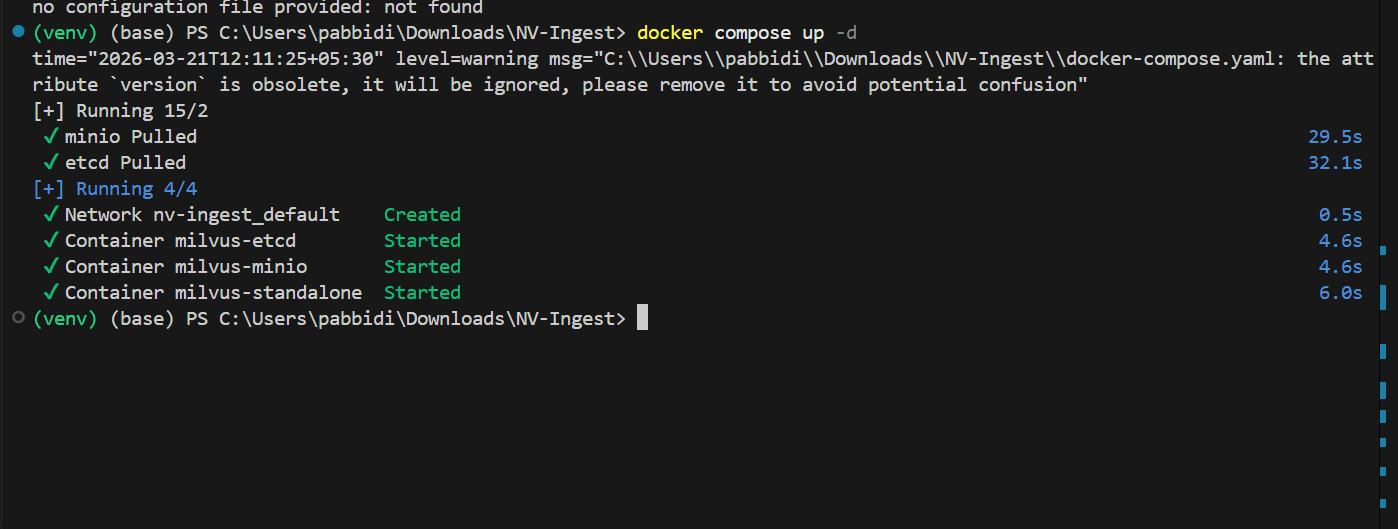 no configuration file provided: not found
(venv) (base) PS C:\Users\pabbidi\Downloads\NV-Ingest> docker compose up -d
time="2026-03-21T12:11:25+05:30" level=warning msg="C:\\Users\\pabbidi\\Downloads\\NV-Ingest\\docker-compose.yaml: the att
ribute `version` is obsolete, it will be ignored, please remove it to avoid potential confusion"
[+] Running 15/2
✓ minio Pulled 29.5s
✓ etcd Pulled 32.1s
[+] Running 4/4
✓ Network nv-ingest_default Created 0.5s
✓ Container milvus-etcd Started 4.6s
✓ Container milvus-minio Started 4.6s
✓ Container milvus-standalone Started 6.0s
(venv) (base) PS C:\Users\pabbidi\Downloads\NV-Ingest>